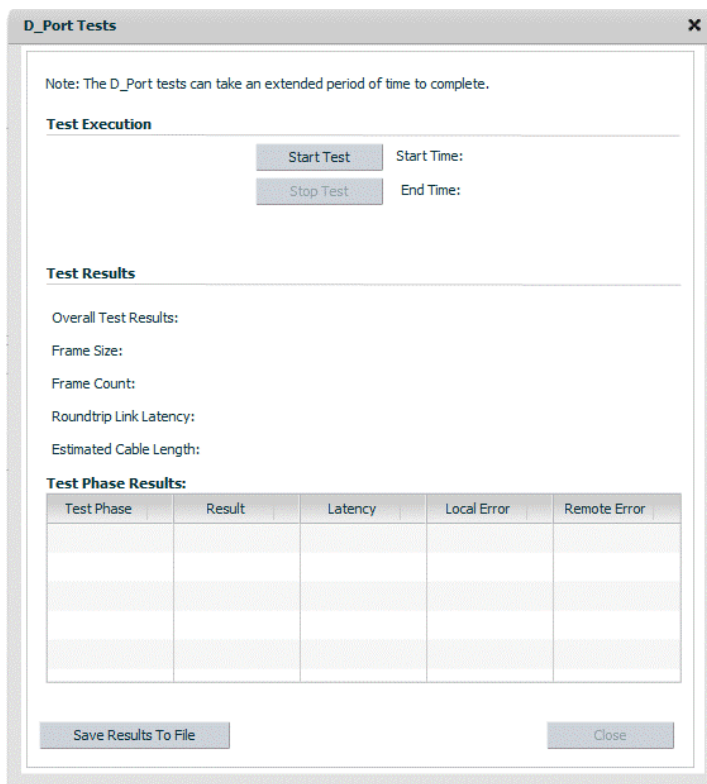 D_Port Tests
Note: The D_Port tests can take an extended period of time to complete.
Test Execution
Start Test Start Time:
Stop Test End Time:
Test Results
Overall Test Results:
Frame Size:
Frame Count:
Roundtrip Link Latency:
Estimated Cable Length:
Test Phase Results:
Test Phase Result Latency Local Error Remote Error
Save Results To File Close